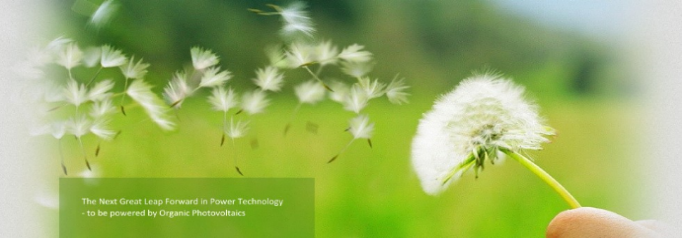 The Next Great Leap Forward in Power Technology
- to be powered by Organic Photovoltaics